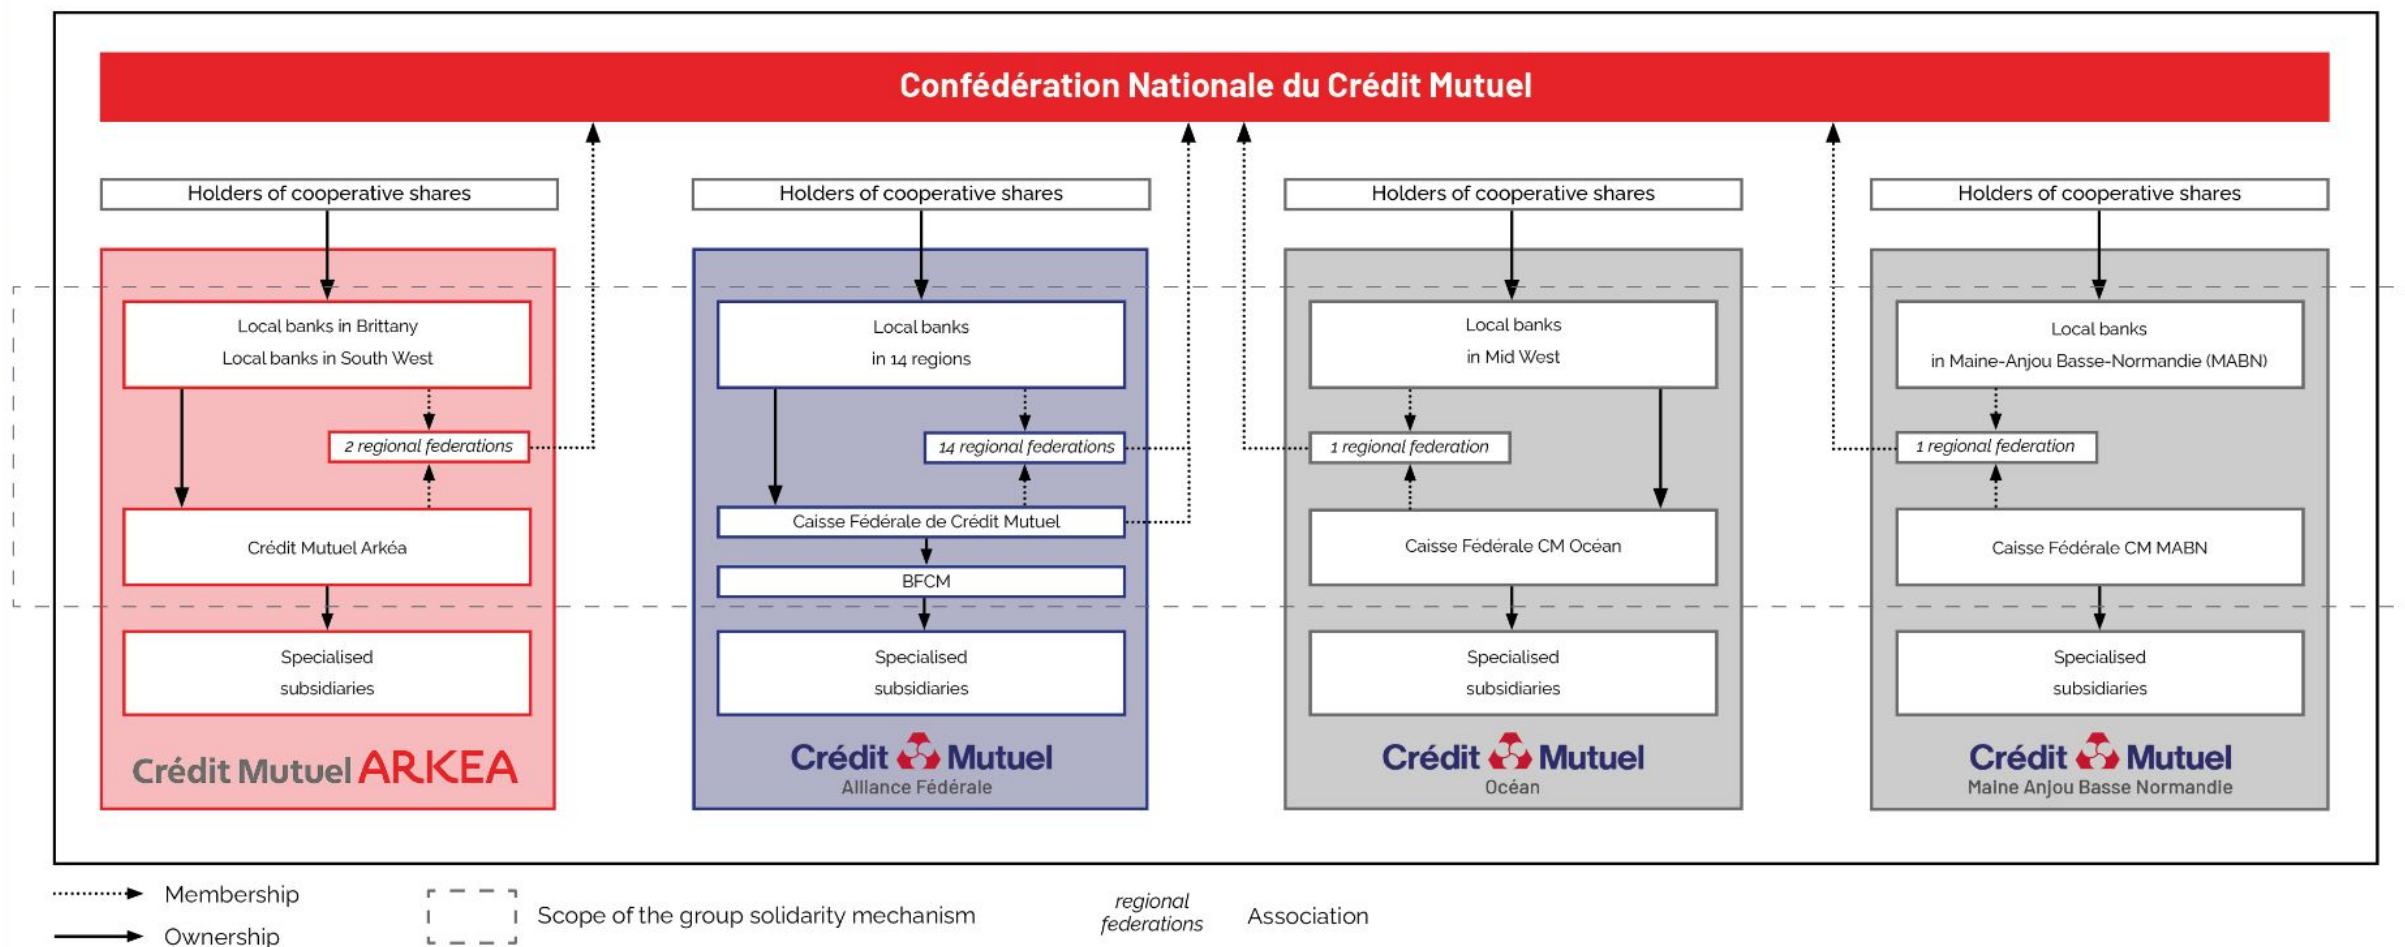 Confédération Nationale du Crédit Mutuel
Holders of cooperative shares
Local banks in Brittany
Local banks in South West
2 regional federations
Crédit Mutuel Arkéa
Specialised
subsidiaries
Crédit Mutuel ARKEA
Holders of cooperative shares
Local banks
in 14 regions
14 regional federations
Caisse Fédérale de Crédit Mutuel
BFCM
Specialised
subsidiaries
Crédit Mutuel
Alliance Fédérale
Holders of cooperative shares
Local banks
in Mid West
1 regional federation
Caisse Fédérale CM Océan
Specialised
subsidiaries
Crédit Mutuel
Océan
Holders of cooperative shares
Local banks
in Maine-Anjou Basse-Normandie (MABN)
1 regional federation
Caisse Fédérale CM MABN
Specialised
subsidiaries
Crédit Mutuel
Maine Anjou Basse Normandie
Membership
Ownership
Scope of the group solidarity mechanism
regional
federations
Association